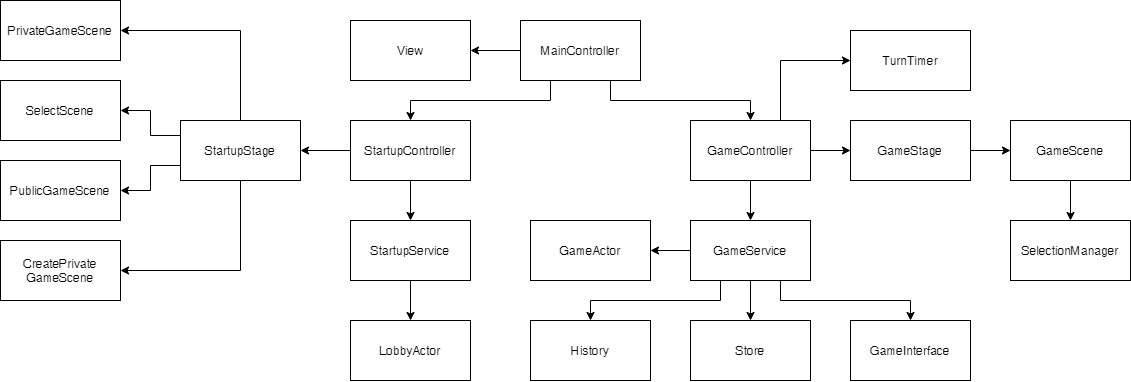 PrivateGameScene
View
MainController
TurnTimer
SelectScene
StartupStage
StartupController
GameController
GameStage
GameScene
PublicGameScene
CreatePrivate
GameScene
StartupService
GameActor
GameService
SelectionManager
LobbyActor
History
Store
GameInterface